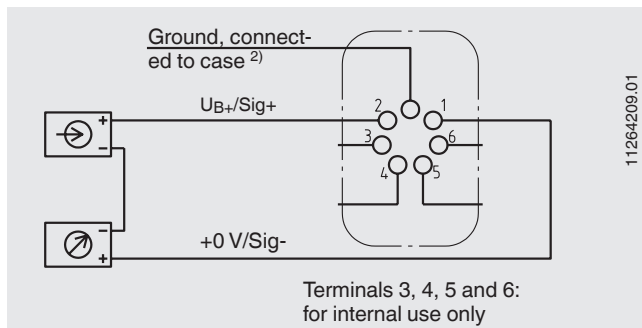 Ground, connect-
ed to case 2)
UB+/Sig+
2
1
3
6
4
5
+
-
-
+
+0 V/Sig-
Terminals 3, 4, 5 and 6:
for internal use only
11264209.01